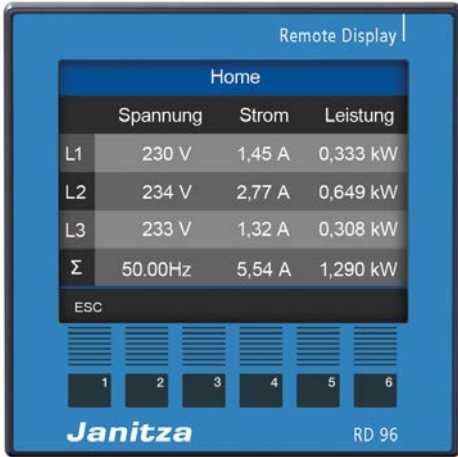 Remote Display
Home
Spannung Strom Leistung
L1 230 V 1,45 A 0,333 kW
L2 234 V 2,77 A 0,649 kW
L3 233 V 1,32 A 0,308 kW
Σ 50.00Hz 5,54 A 1,290 kW
ESC
1 2 3 4 5 6
Janitza RD 96